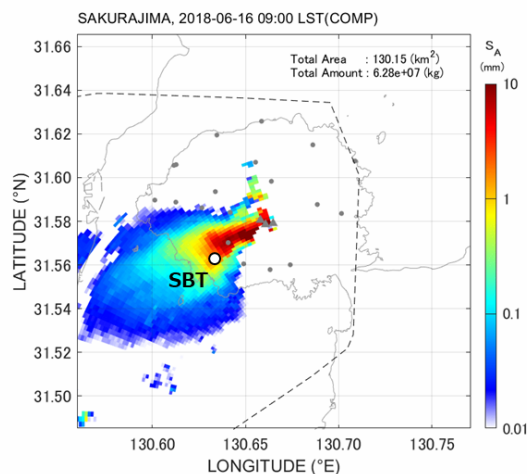 SAKURAJIMA, 2018-06-16 09:00 LST(COMP)
Total Area : 130.15 (km²)
Total Amount : 6.28e+07 (kg)
S_A
(mm)
10
1
0.1
0.01
LATITUDE (°N)
31.66
31.64
31.62
31.60
31.58
31.56
31.54
31.52
31.50
SBT
130.60
130.65
130.70
130.75
LONGITUDE (°E)